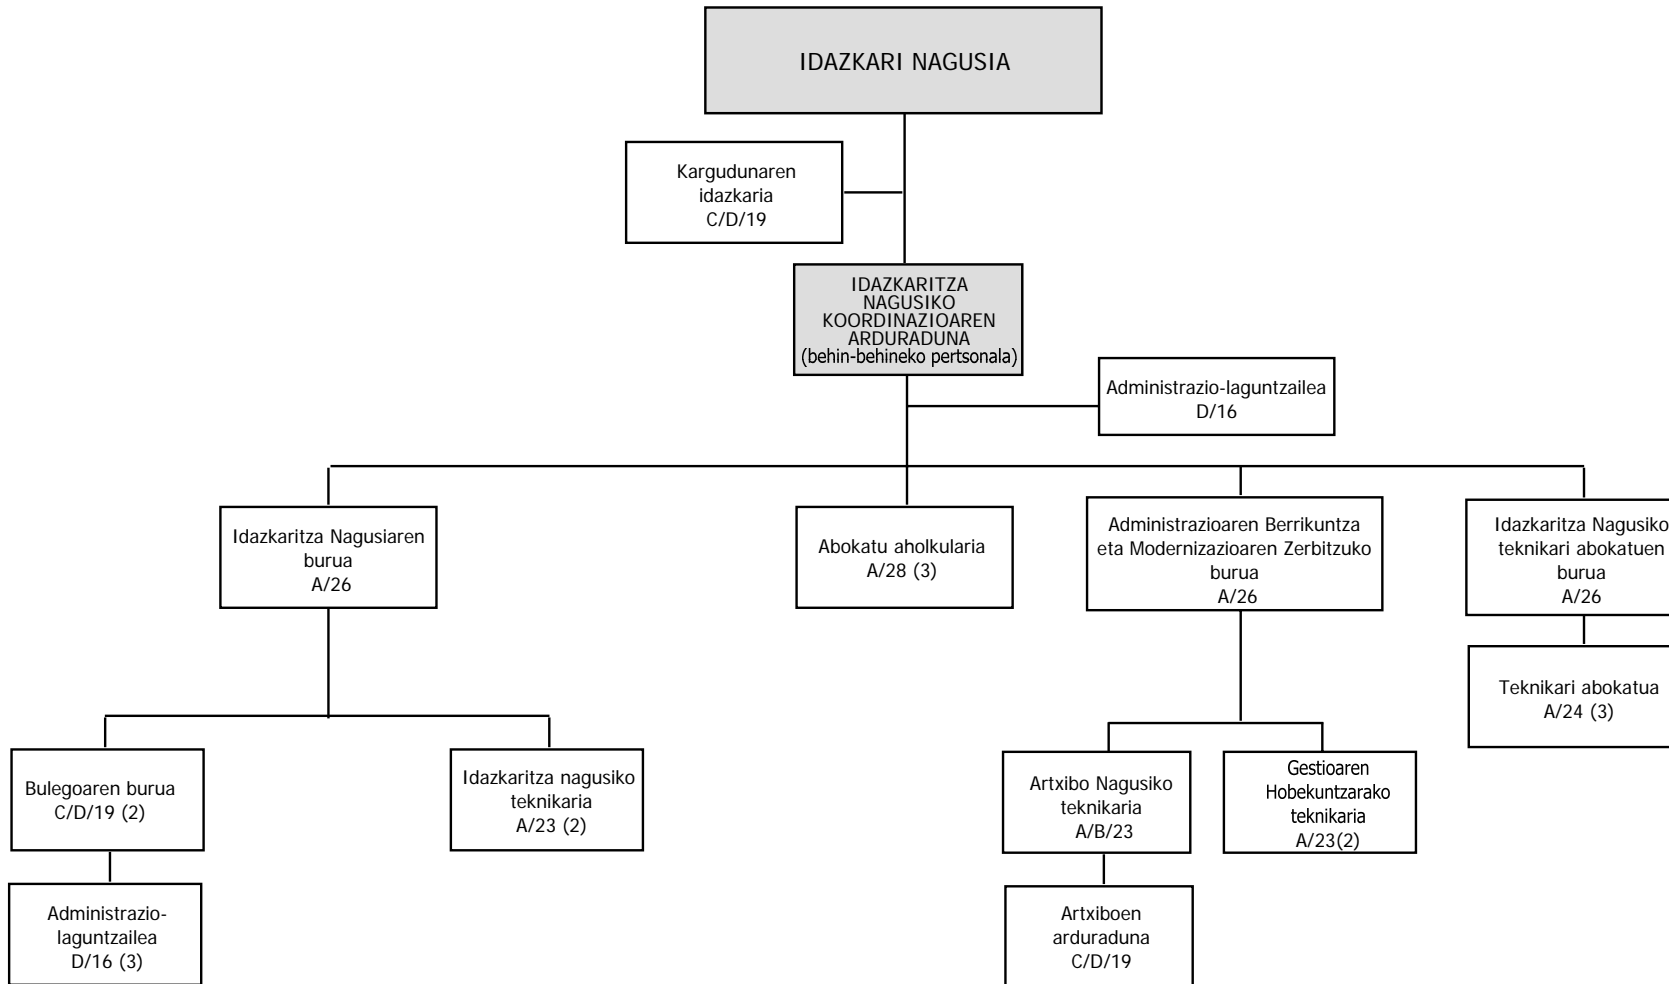 IDAZKARI NAGUSIA
Kargudunaren
idazkaria
C/D/19
IDAZKARITZA
NAGUSIKO
KOORDINAZIOAREN
ARDURADUNA
(behin-behineko pertsonala)
Administrazio-laguntzailea
D/16
Idazkaritza Nagusiaren
burua
A/26
Abokatu aholkularia
A/28 (3)
Administrazioaren Berrikuntza
eta Modernizazioaren Zerbitzuko
burua
A/26
Idazkaritza Nagusiko
teknikari abokatuen
burua
A/26
Teknikari abokatua
A/24 (3)
Bulegoaren burua
C/D/19 (2)
Idazkaritza nagusiko
teknikaria
A/23 (2)
Artxibo Nagusiko
teknikaria
A/B/23
Gestioaren
Hobekuntzarako
teknikaria
A/23(2)
Administrazio-
laguntzailea
D/16 (3)
Artxiboen
arduraduna
C/D/19